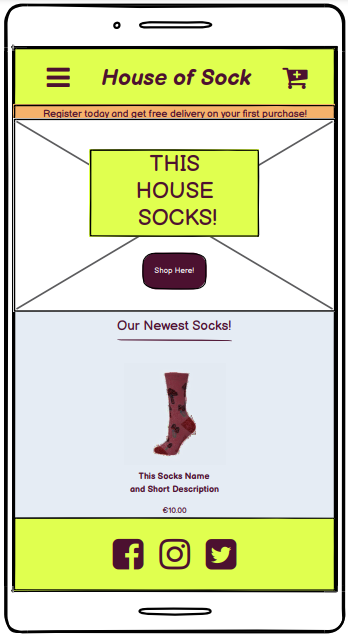 House of Sock
Register today and get free delivery on your first purchase!
THIS
HOUSE
SOCKS!
Shop Here!
Our Newest Socks!
This Socks Name
and Short Description
€10.00